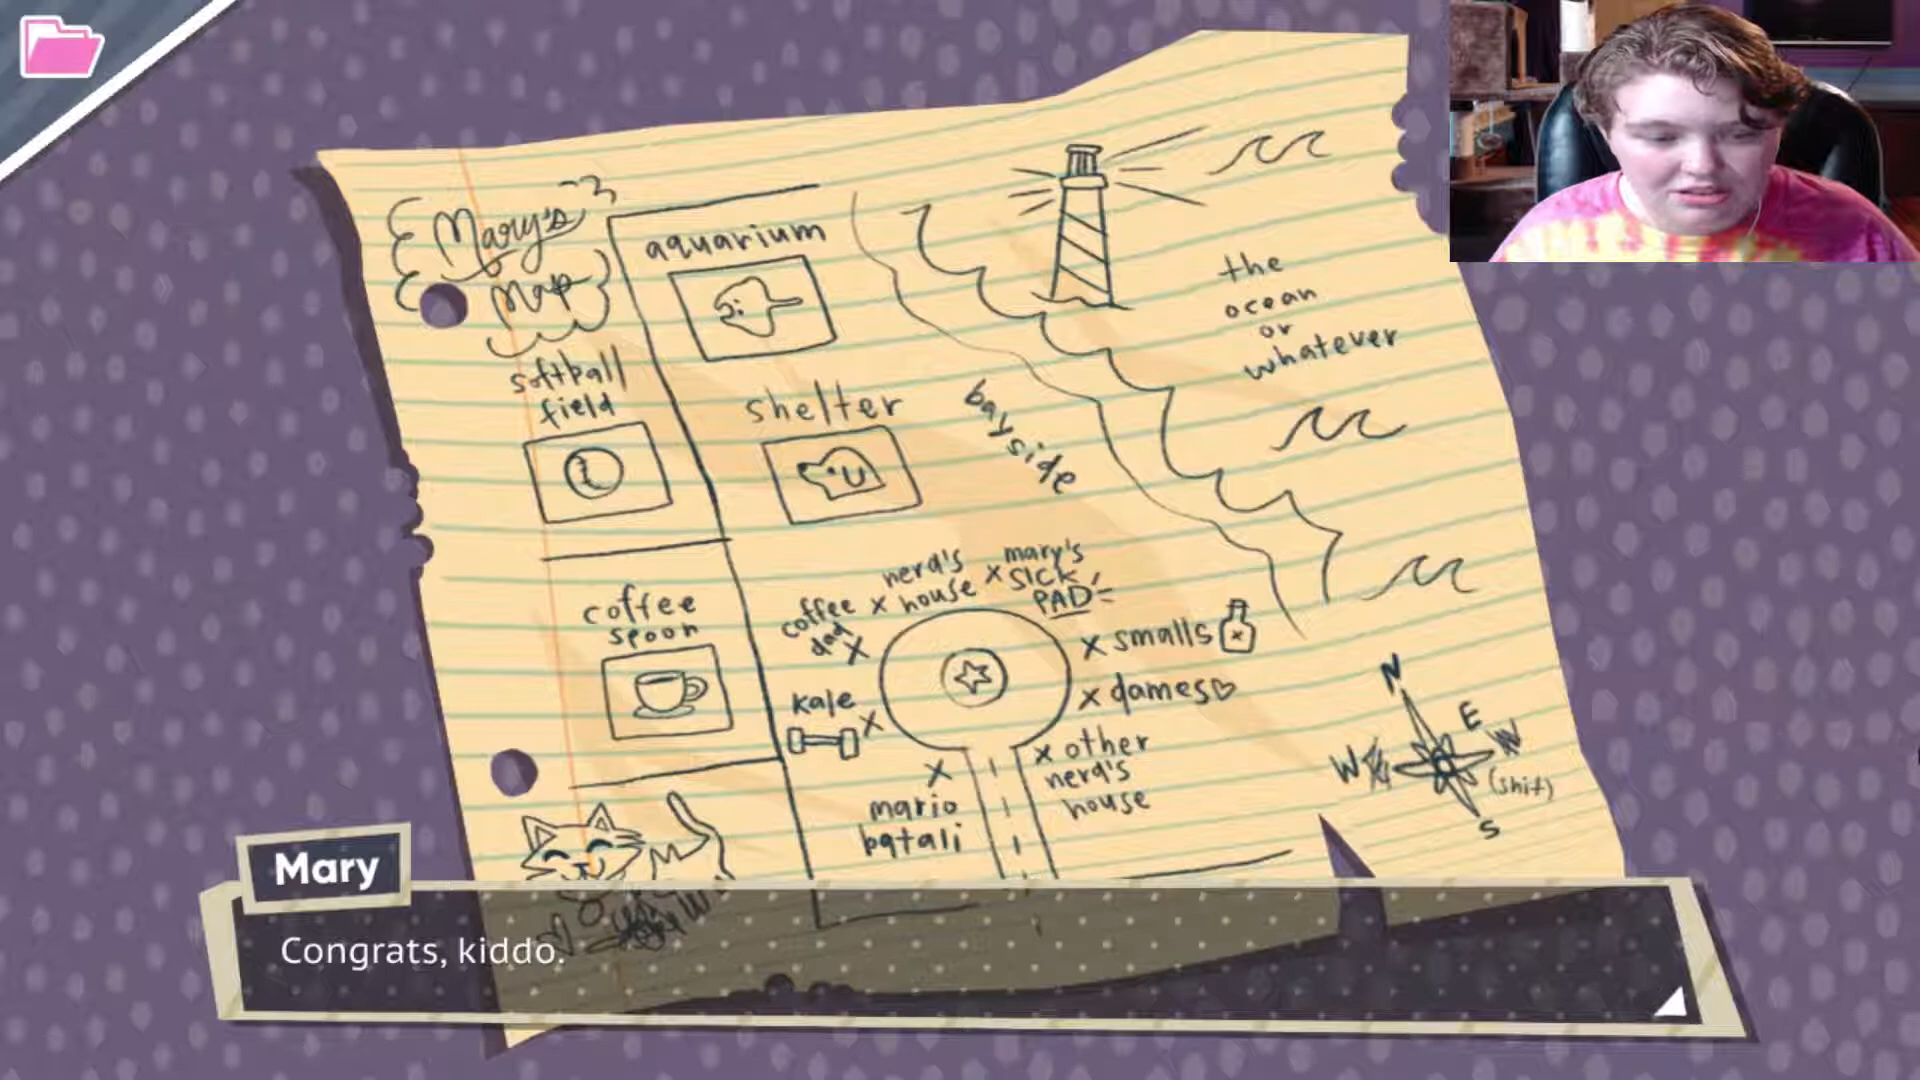 Mary's
Map
aquarium
softball
field
shelter
the
ocean
or
whatever
bayside
coffee
spoon
coffee
dad x
x nerd's
house
x mary's
SICK
PAD!
x smalls
x dames
kale x
x other
nerd's
house
x
mario
batali
N
E
W
W
(shit)
S
Mary
Congrats, kiddo.